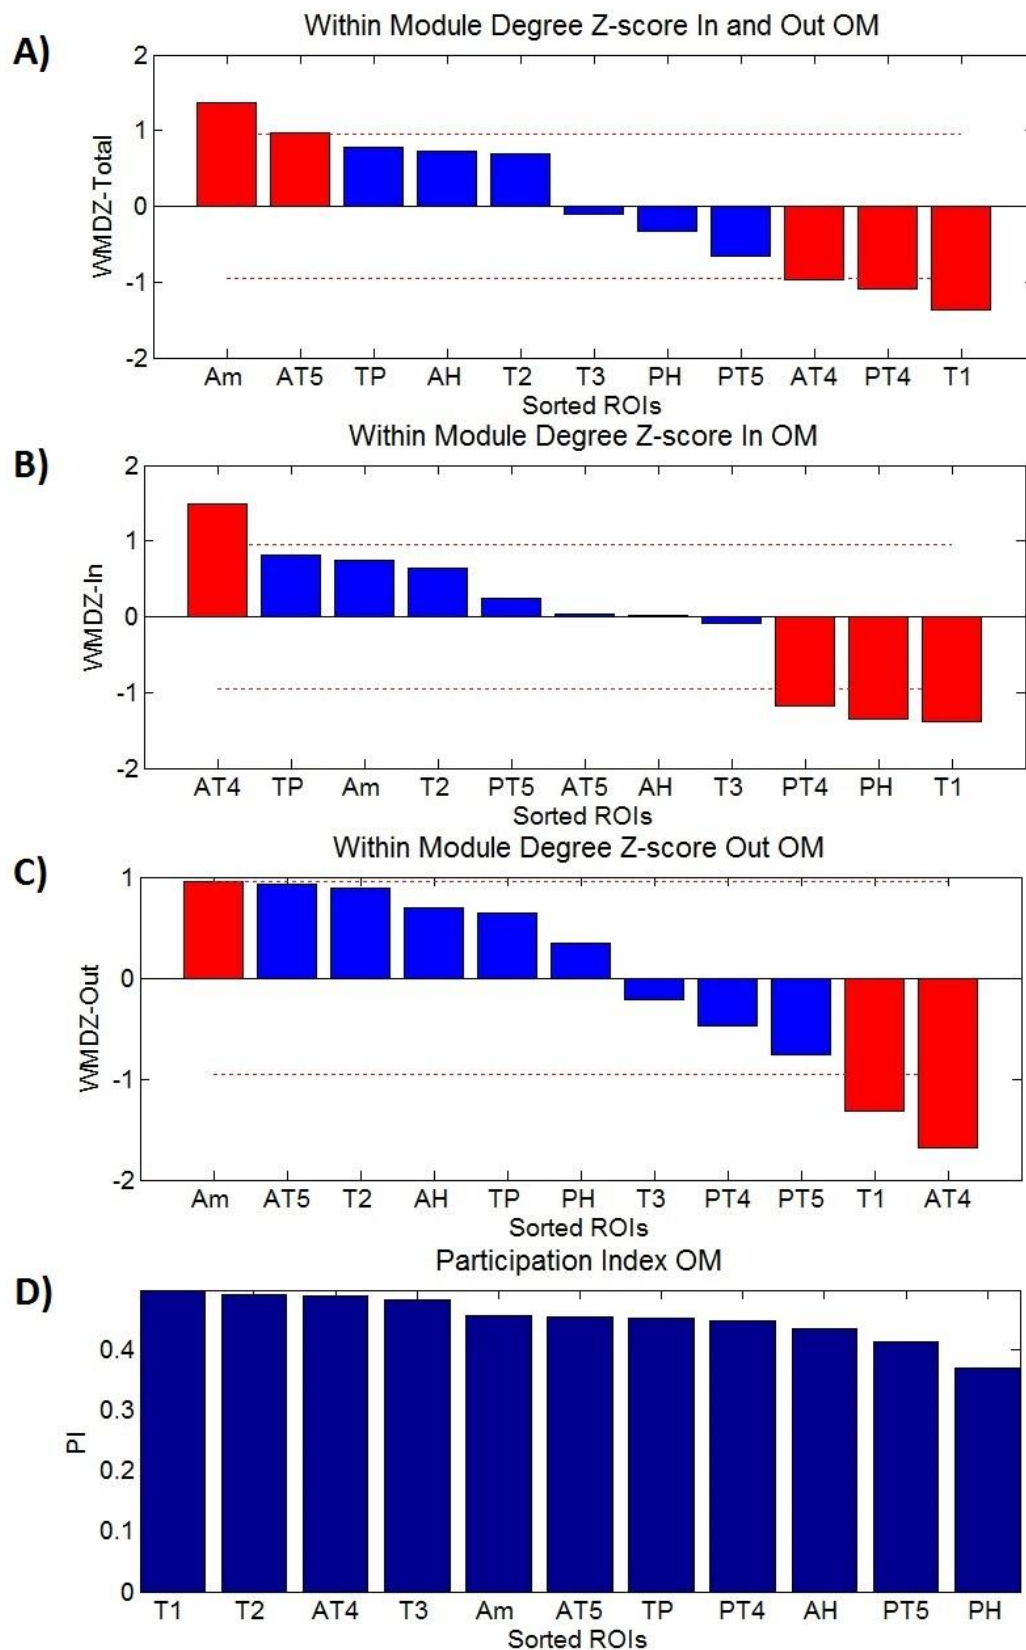 A)
Within Module Degree Z-score In and Out OM
WMDZ-Total
2
1
0
-1
-2
Am AT5 TP AH T2 T3 PH PT5 AT4 PT4 T1
Sorted ROIs
B)
Within Module Degree Z-score In OM
WMDZ-In
2
1
0
-1
-2
AT4 TP Am T2 PT5 AT5 AH T3 PT4 PH T1
Sorted ROIs
C)
Within Module Degree Z-score Out OM
WMDZ-Out
1
0
-1
-2
Am AT5 T2 AH TP PH T3 PT4 PT5 T1 AT4
Sorted ROIs
D)
Participation Index OM
PI
0.4
0.3
0.2
0.1
0
T1 T2 AT4 T3 Am AT5 TP PT4 AH PT5 PH
Sorted ROIs